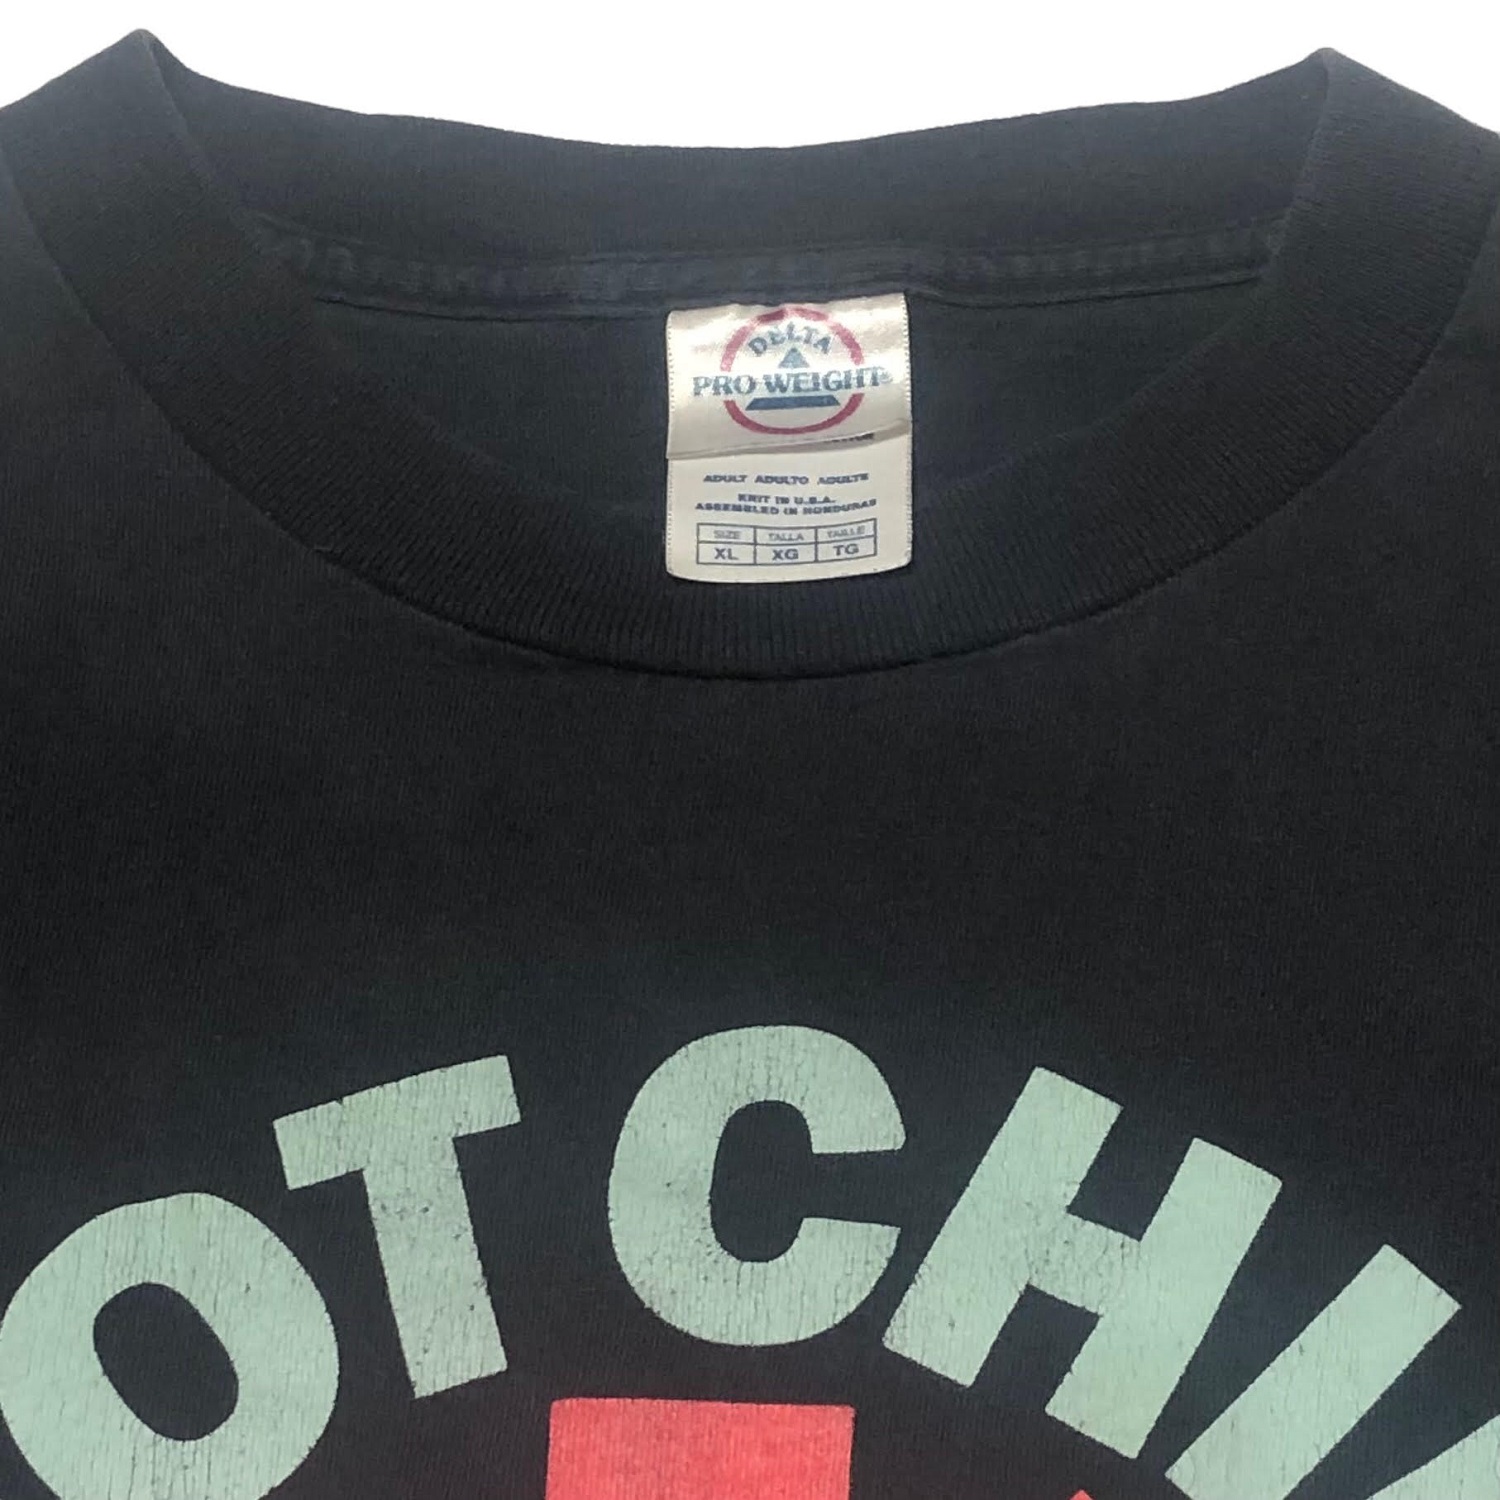 DELTA
PRO WEIGHT®
ADULT ADULTO ADULTE
KNIT IN U.S.A.
ASSEMBLED IN HONDURAS
SIZE TALLA TAILLE
XL XG TG
OTCHI